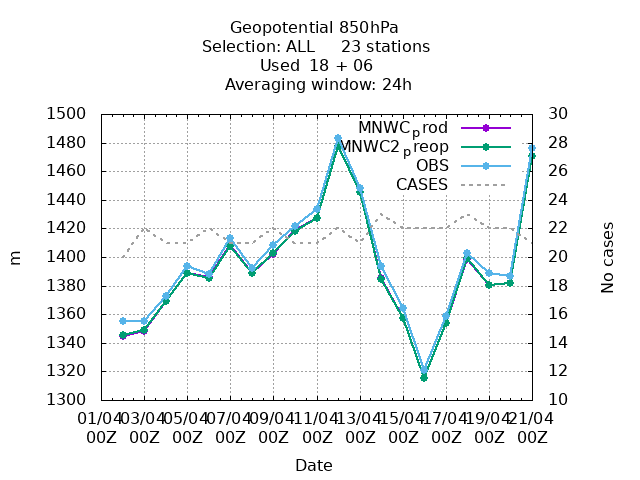 Geopotential 850hPa
Selection: ALL 23 stations
Used 18 + 06
Averaging window: 24h
1500 30
MNWCprod
1480 28
MNWC2preop
1460 OBS 26
1440 CASES 24
1420 22
1400 20
m No cases
1380 18
1360 16
1340 14
1320 12
1300 10
01/04 03/04 05/04 07/04 09/04 11/04 13/04 15/04 17/04 19/04 21/04
00Z 00Z 00Z 00Z 00Z 00Z 00Z 00Z 00Z 00Z 00Z
Date